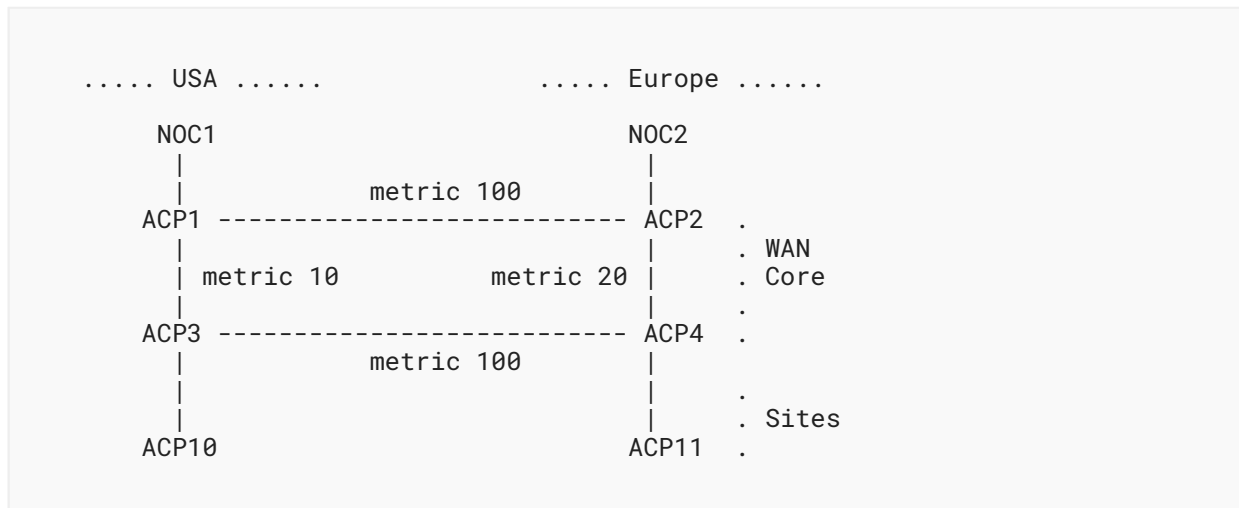 ..... USA ...... ..... Europe ......
NOC1 NOC2
| |
| metric 100 |
ACP1 --------------------------- ACP2 .
| | . WAN
| metric 10 metric 20 | . Core
| | .
ACP3 --------------------------- ACP4 .
| metric 100 |
| | .
| | . Sites
ACP10 ACP11 .